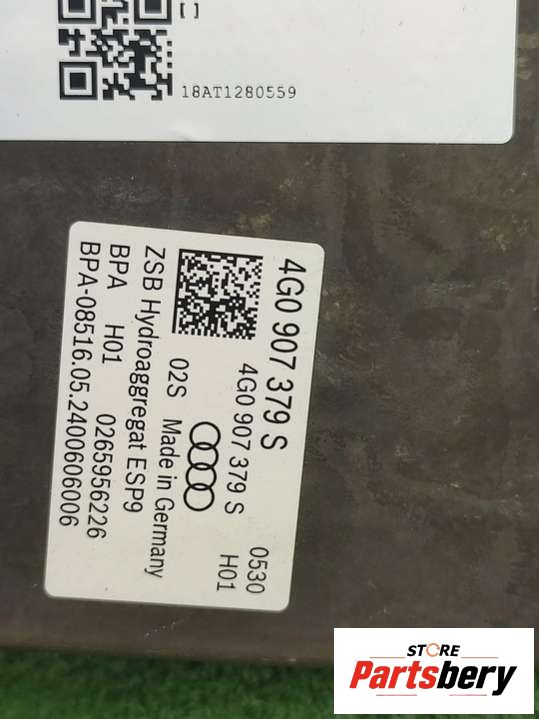 []
18AT1280559
4G0 907 379 S
4G0 907 379 S 0530
H01
02S Made in Germany
ZSB Hydroaggregat ESP9
BPA H01 0265956226
BPA-08516.05.2400606006
STORE
Partsbery